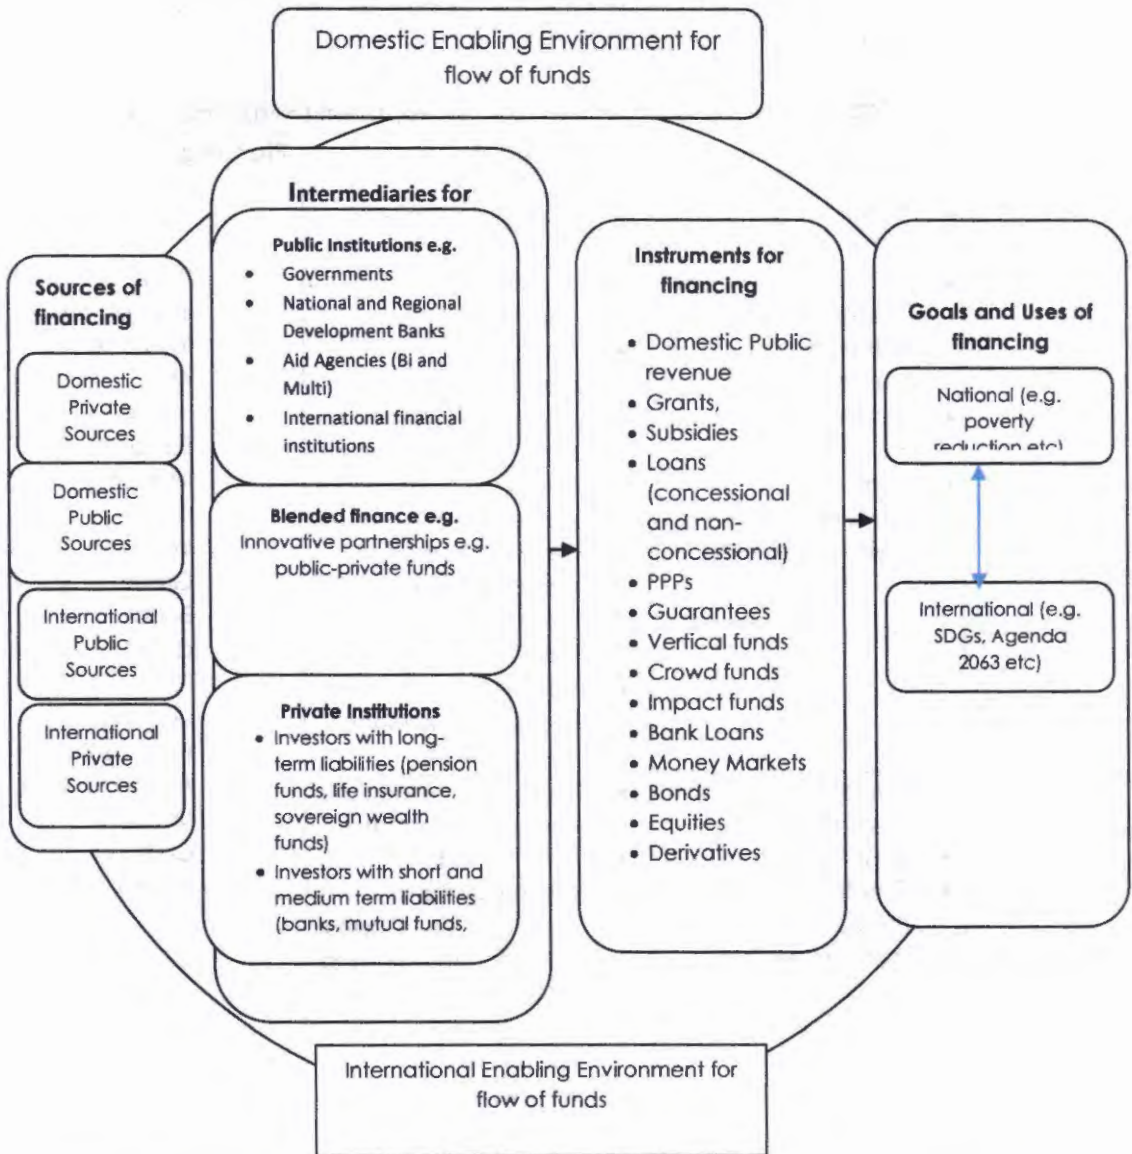 Domestic Enabling Environment for
flow of funds
Sources of
financing
Domestic
Private
Sources
Domestic
Public
Sources
International
Public
Sources
International
Private
Sources
Intermediaries for
Public Institutions e.g.
• Governments
• National and Regional
Development Banks
• Aid Agencies (Bi and
Multi)
• International financial
institutions
Blended finance e.g.
Innovative partnerships e.g.
public-private funds
Private Institutions
• Investors with long-
term liabilities (pension
funds, life insurance,
sovereign wealth
funds)
• Investors with short and
medium term liabilities
(banks, mutual funds,
Instruments for
financing
• Domestic Public
revenue
• Grants,
• Subsidies
• Loans
(concessional
and non-
concessional)
• PPPs
• Guarantees
• Vertical funds
• Crowd funds
• Impact funds
• Bank Loans
• Money Markets
• Bonds
• Equities
• Derivatives
Goals and Uses of
financing
National (e.g.
poverty
reduction etc)
International (e.g.
SDGs, Agenda
2063 etc)
International Enabling Environment for
flow of funds